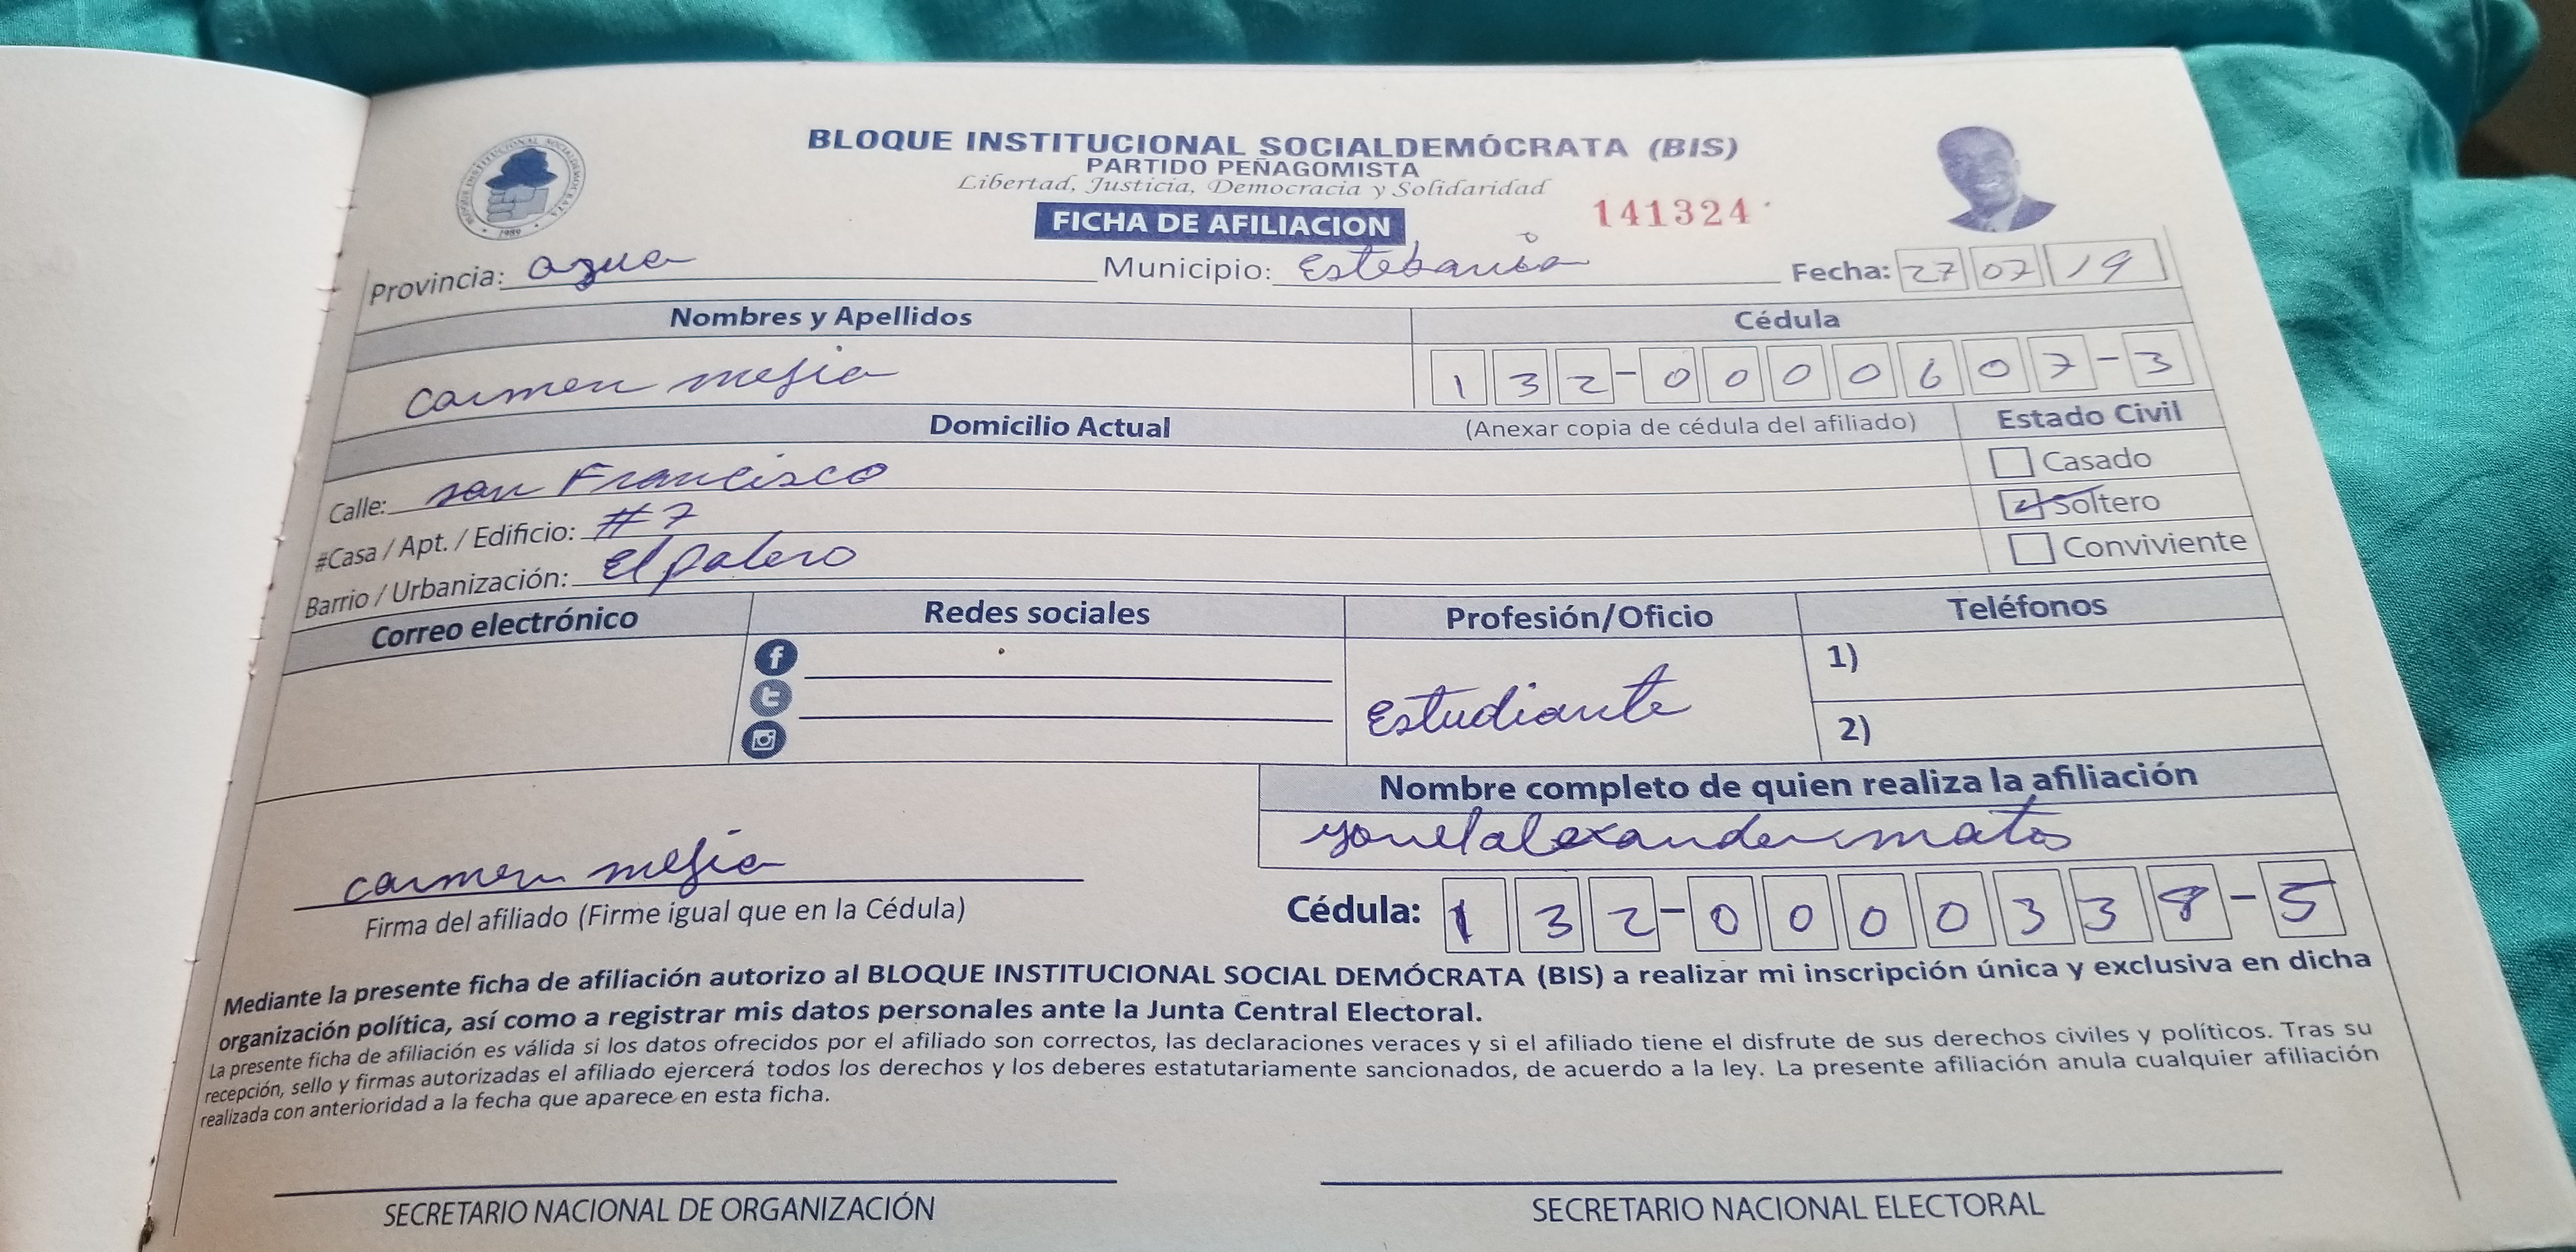 BLOQUE INSTITUCIONAL SOCIALDEMÓCRATA (BIS)
PARTIDO PEÑAGOMISTA
Libertad, Justicia, Democracia y Solidaridad
FICHA DE AFILIACION 141324
BLOQUE INSTITUCIONAL SOCIALDEMOCRATA
Provincia: azua Municipio: Estebania Fecha: 27 07 19
Nombres y Apellidos Cédula
carmen mejia 132-0000607-3
Domicilio Actual (Anexar copia de cédula del afiliado) Estado Civil
Casado
Calle: san Francisco
Soltero
#Casa / Apt. / Edificio: #7
Conviviente
Barrio / Urbanización: El palero
Correo electrónico Redes sociales Profesión/Oficio Teléfonos
1)
Estudiante
2)
Nombre completo de quien realiza la afiliación
alexander matos
carmen mejia
Firma del afiliado (Firme igual que en la Cédula)
Cédula: 132-0000338-5
Mediante la presente ficha de afiliación autorizo al BLOQUE INSTITUCIONAL SOCIAL DEMÓCRATA (BIS) a realizar mi inscripción única y exclusiva en dicha
organización política, así como a registrar mis datos personales ante la Junta Central Electoral.
La presente ficha de afiliación es válida si los datos ofrecidos por el afiliado son correctos, las declaraciones veraces y si el afiliado tiene el disfrute de sus derechos civiles y políticos. Tras su
recepción, sello y firmas autorizadas el afiliado ejercerá todos los derechos y los deberes estatutariamente sancionados, de acuerdo a la ley. La presente afiliación anula cualquier afiliación
realizada con anterioridad a la fecha que aparece en esta ficha.
SECRETARIO NACIONAL DE ORGANIZACIÓN SECRETARIO NACIONAL ELECTORAL